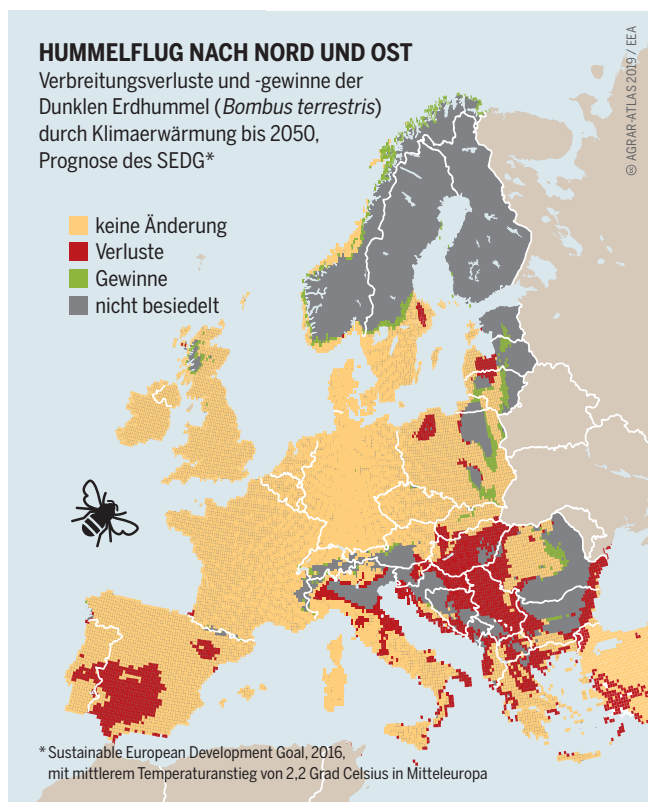 HUMMELFLUG NACH NORD UND OST
Verbreitungsverluste und -gewinne der
Dunklen Erdhummel (Bombus terrestris)
durch Klimaerwärmung bis 2050,
Prognose des SEDG*
© AGRAR-ATLAS 2019 / EEA
keine Änderung
Verluste
Gewinne
nicht besiedelt
* Sustainable European Development Goal, 2016,
mit mittlerem Temperaturanstieg von 2,2 Grad Celsius in Mitteleuropa